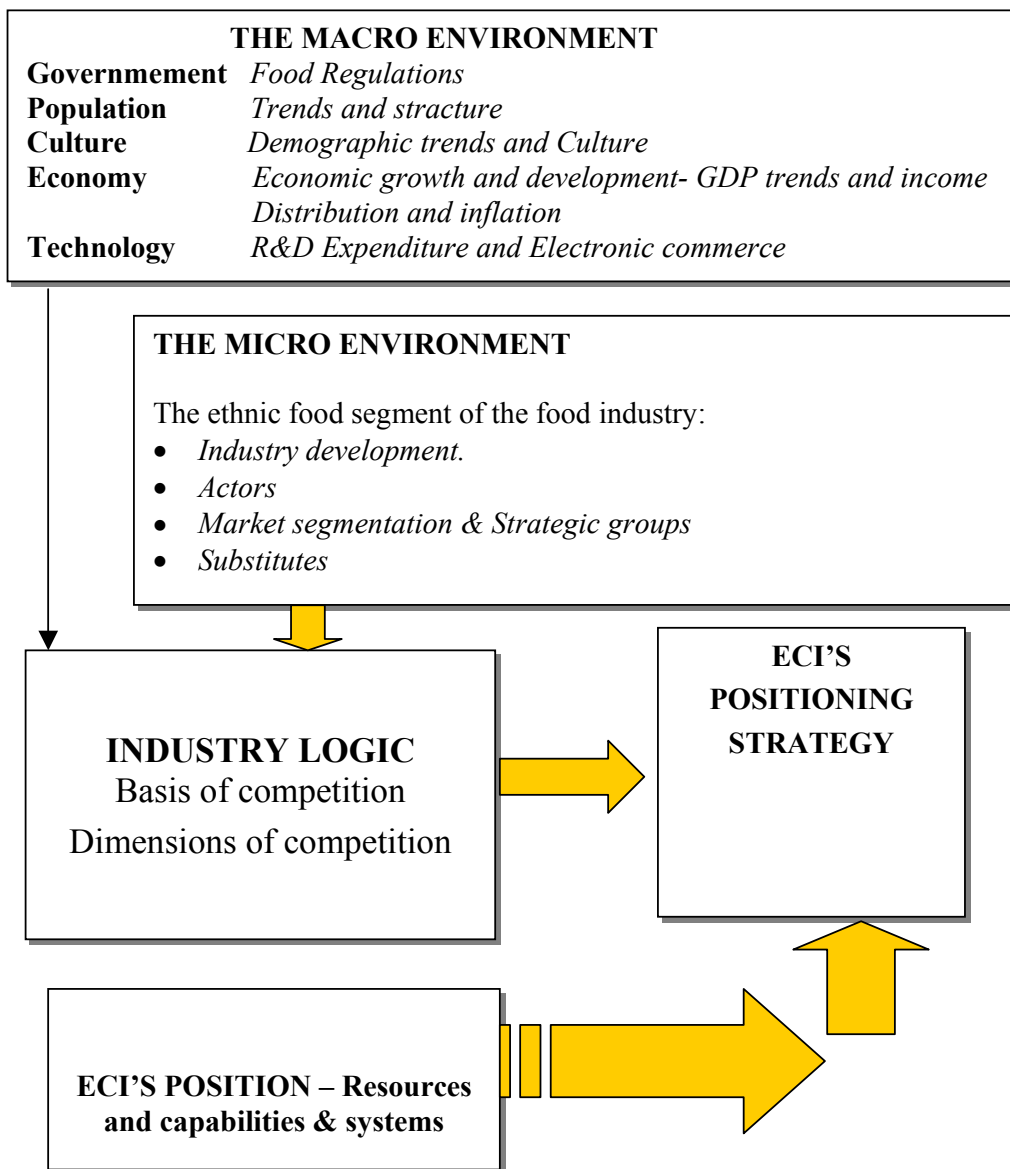 THE MACRO ENVIRONMENT
Governmement Food Regulations
Population Trends and stracture
Culture Demographic trends and Culture
Economy Economic growth and development- GDP trends and income
Distribution and inflation
Technology R&D Expenditure and Electronic commerce
THE MICRO ENVIRONMENT
The ethnic food segment of the food industry:
• Industry development.
• Actors
• Market segmentation & Strategic groups
• Substitutes
INDUSTRY LOGIC
Basis of competition
Dimensions of competition
ECI’S
POSITIONING
STRATEGY
ECI’S POSITION – Resources
and capabilities & systems